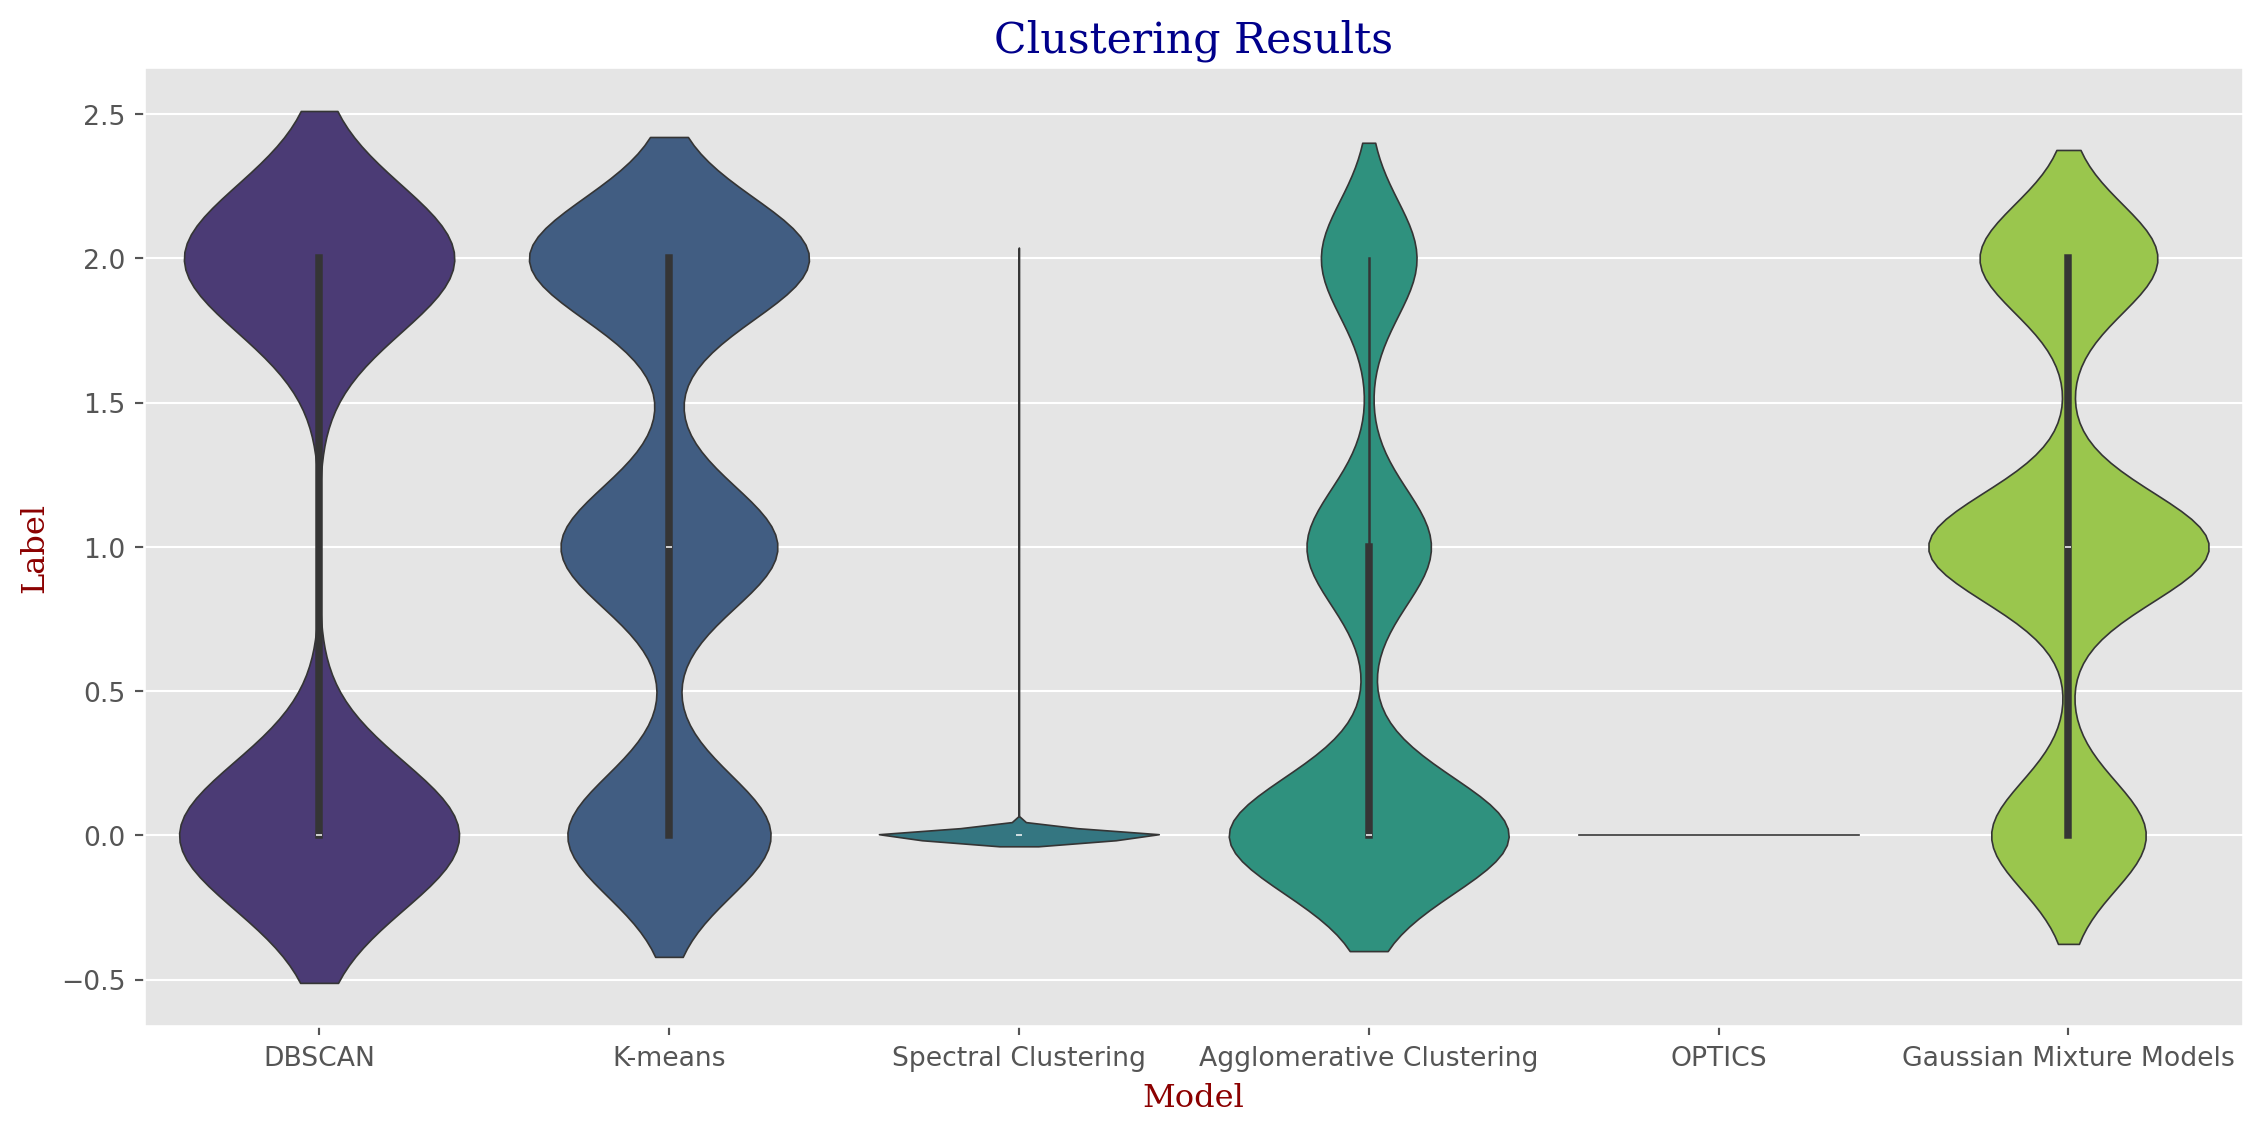 Clustering Results
2.5
2.0
1.5
1.0
0.5
0.0
−0.5
Label
DBSCAN
K-means
Spectral Clustering
Agglomerative Clustering
OPTICS
Gaussian Mixture Models
Model